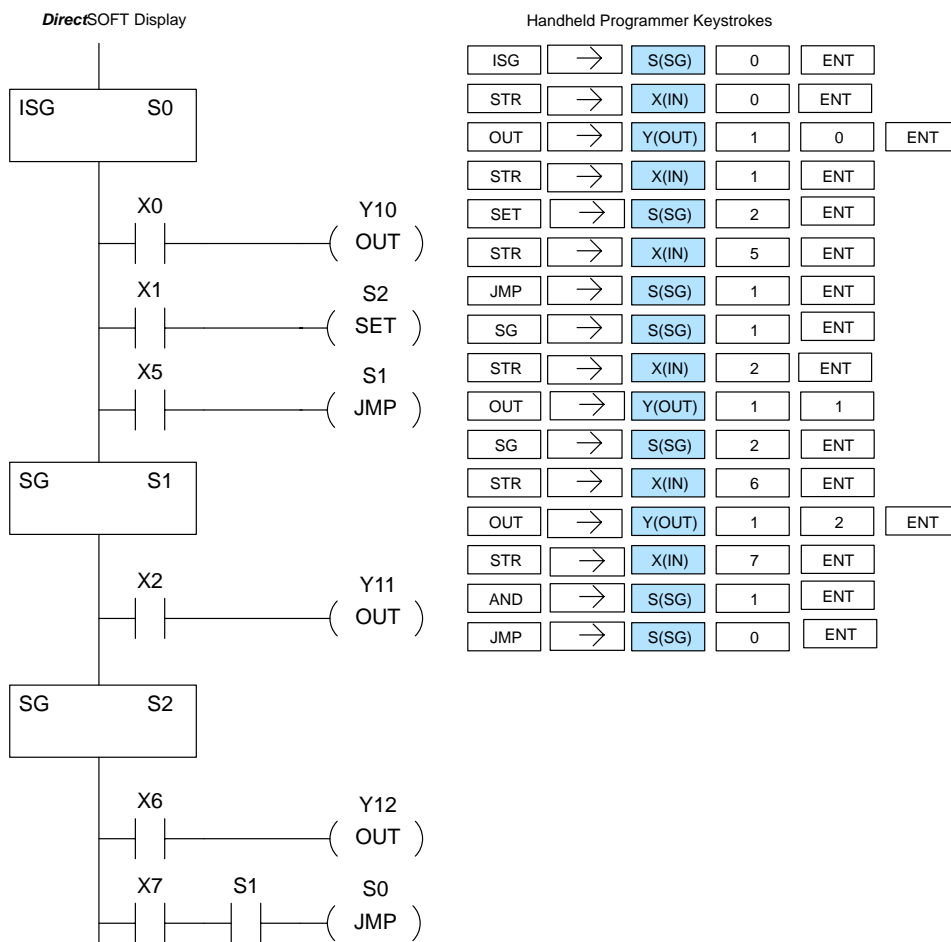 DirectSOFT Display
ISG S0
X0 Y10
OUT
X1 S2
SET
X5 S1
JMP
SG S1
X2 Y11
OUT
SG S2
X6 Y12
OUT
X7 S1 S0
JMP
Handheld Programmer Keystrokes
ISG → S(SG) 0 ENT
STR → X(IN) 0 ENT
OUT → Y(OUT) 1 0 ENT
STR → X(IN) 1 ENT
SET → S(SG) 2 ENT
STR → X(IN) 5 ENT
JMP → S(SG) 1 ENT
SG → S(SG) 1 ENT
STR → X(IN) 2 ENT
OUT → Y(OUT) 1 1
SG → S(SG) 2 ENT
STR → X(IN) 6 ENT
OUT → Y(OUT) 1 2 ENT
STR → X(IN) 7 ENT
AND → S(SG) 1 ENT
JMP → S(SG) 0 ENT